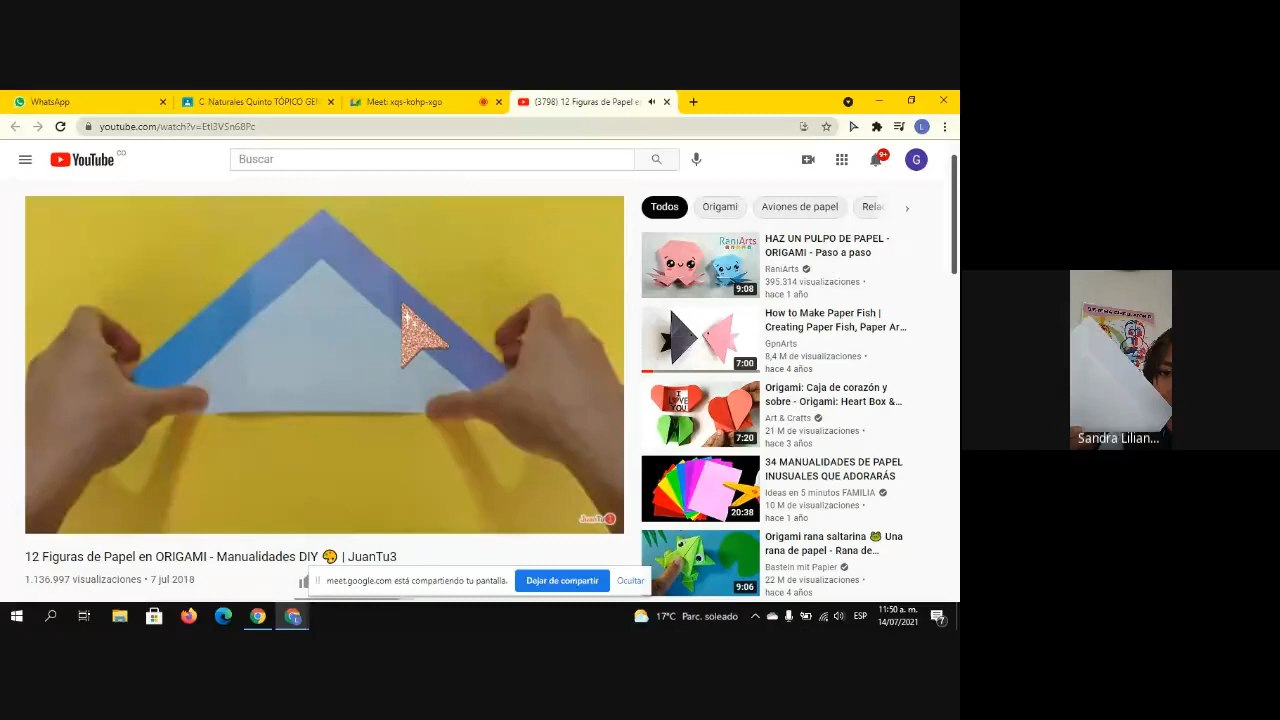 WhatsApp
C. Naturales Quinto TÓPICO GEN
Meet: xqs-kohp-xgo
(3798) 12 Figuras de Papel e
youtube.com/watch?v=EtI3VSn68Pc
L
YouTube CO
Buscar
9+
G
Todos
Origami
Aviones de papel
Rela
RaniArts
9:08
HAZ UN PULPO DE PAPEL -
ORIGAMI - Paso a paso
RaniArts
395.314 visualizaciones •
hace 1 año
7:00
How to Make Paper Fish |
Creating Paper Fish, Paper Ar...
GpnArts
8,4 M de visualizaciones •
hace 4 años
I LOVE
YOU
7:20
Origami: Caja de corazón y
sobre - Origami: Heart Box &...
Art & Crafts
21 M de visualizaciones •
hace 3 años
20:38
34 MANUALIDADES DE PAPEL
INUSUALES QUE ADORARÁS
Ideas en 5 minutos FAMILIA
10 M de visualizaciones •
hace 1 año
9:06
Origami rana saltarina 🐸 Una
rana de papel - Rana de...
Basteln mit Papier
22 M de visualizaciones •
hace 4 años
JuanTu3
12 Figuras de Papel en ORIGAMI - Manualidades DIY 🎨 | JuanTu3
1.136.997 visualizaciones • 7 jul 2018
meet.google.com está compartiendo tu pantalla.
Dejar de compartir
Ocultar
17°C Parc. soleado
ESP
11:50 a. m.
14/07/2021
7
Sandra Lilian...